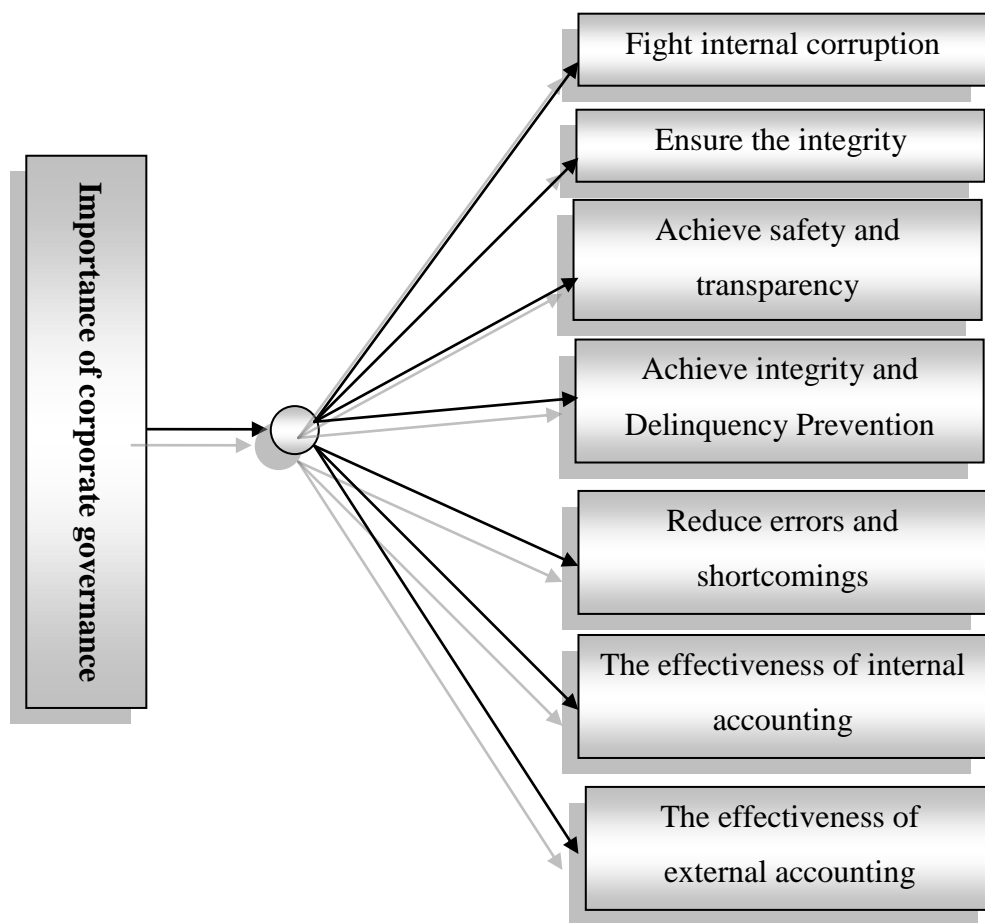 Importance of corporate governance
Fight internal corruption
Ensure the integrity
Achieve safety and
transparency
Achieve integrity and
Delinquency Prevention
Reduce errors and
shortcomings
The effectiveness of internal
accounting
The effectiveness of
external accounting